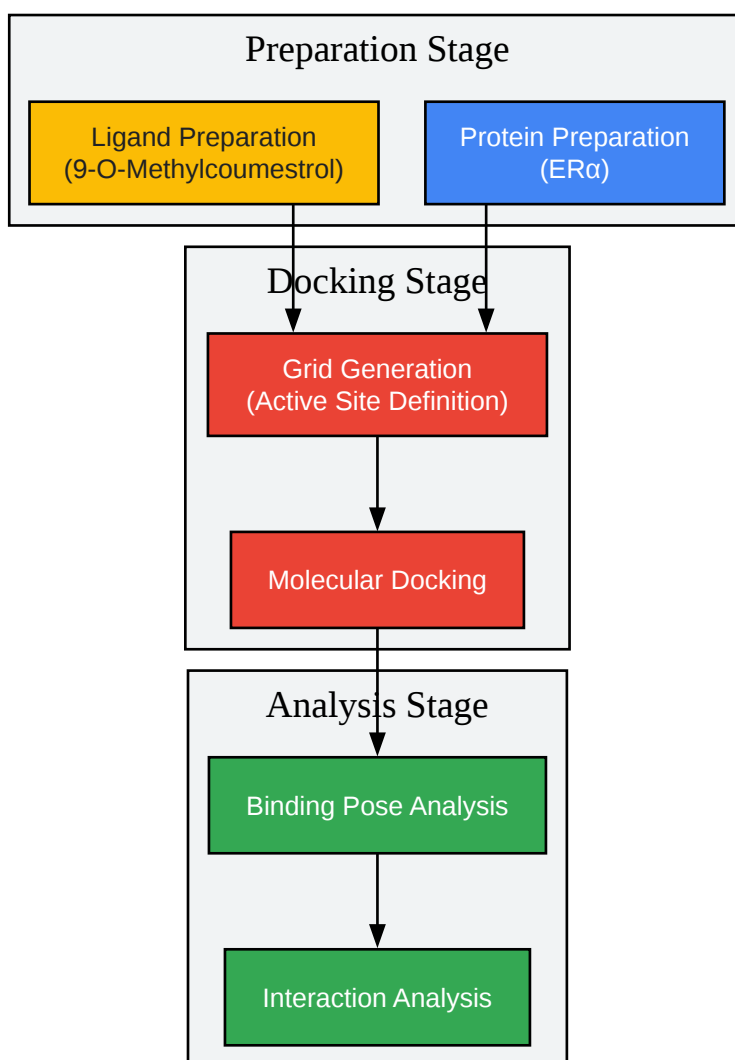 Preparation Stage
Ligand Preparation
(9-O-Methylcoumestrol)
Protein Preparation
(ERα)
Docking Stage
Grid Generation
(Active Site Definition)
Molecular Docking
Analysis Stage
Binding Pose Analysis
Interaction Analysis